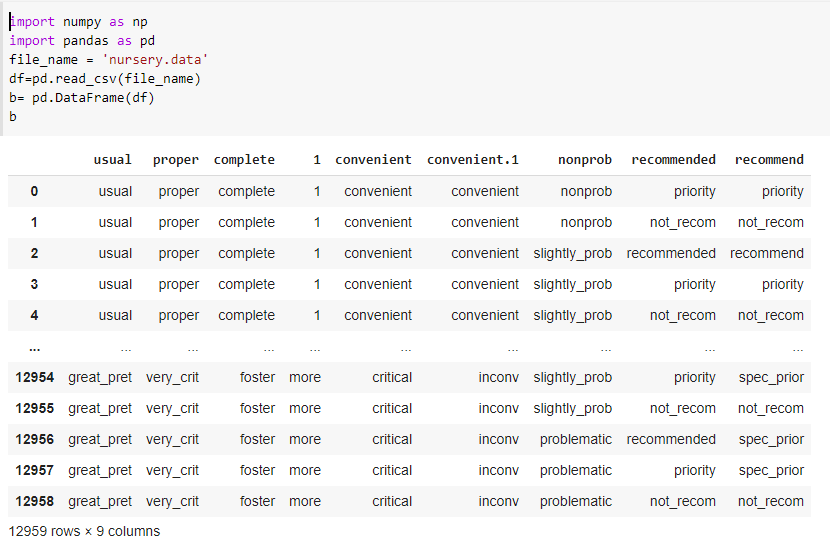 import numpy as np
import pandas as pd
file_name = 'nursery.data'
df=pd.read_csv(file_name)
b= pd.DataFrame(df)
b
usual proper complete 1 convenient convenient.1 nonprob recommended recommend
0 usual proper complete 1 convenient convenient nonprob priority priority
1 usual proper complete 1 convenient convenient nonprob not_recom not_recom
2 usual proper complete 1 convenient convenient slightly_prob recommended recommend
3 usual proper complete 1 convenient convenient slightly_prob priority priority
4 usual proper complete 1 convenient convenient slightly_prob not_recom not_recom
... ... ... ... ... ... ... ... ... ...
12954 great_pret very_crit foster more critical inconv slightly_prob priority spec_prior
12955 great_pret very_crit foster more critical inconv slightly_prob not_recom not_recom
12956 great_pret very_crit foster more critical inconv problematic recommended spec_prior
12957 great_pret very_crit foster more critical inconv problematic priority spec_prior
12958 great_pret very_crit foster more critical inconv problematic not_recom not_recom
12959 rows × 9 columns